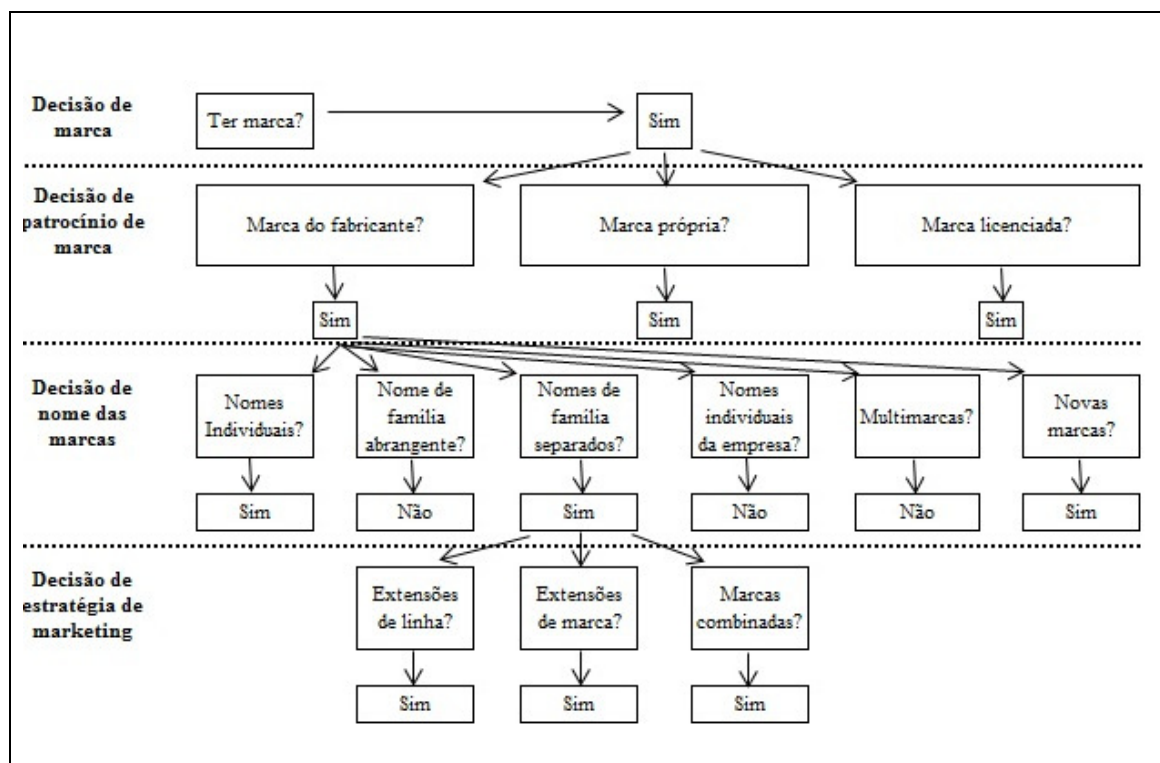 Decisão de
marca
Ter marca?
Sim
Decisão de
patrocínio de
marca
Marca do fabricante?
Marca própria?
Marca licenciada?
Sim
Sim
Sim
Decisão de
nome das
marcas
Nomes
Individuais?
Nome de
família
abrangente?
Nomes de
família
separados?
Nomes
individuais
da empresa?
Multimarcas?
Novas
marcas?
Sim
Não
Sim
Não
Não
Sim
Decisão de
estratégia de
marketing
Extensões
de linha?
Extensões
de marca?
Marcas
combinadas?
Sim
Sim
Sim